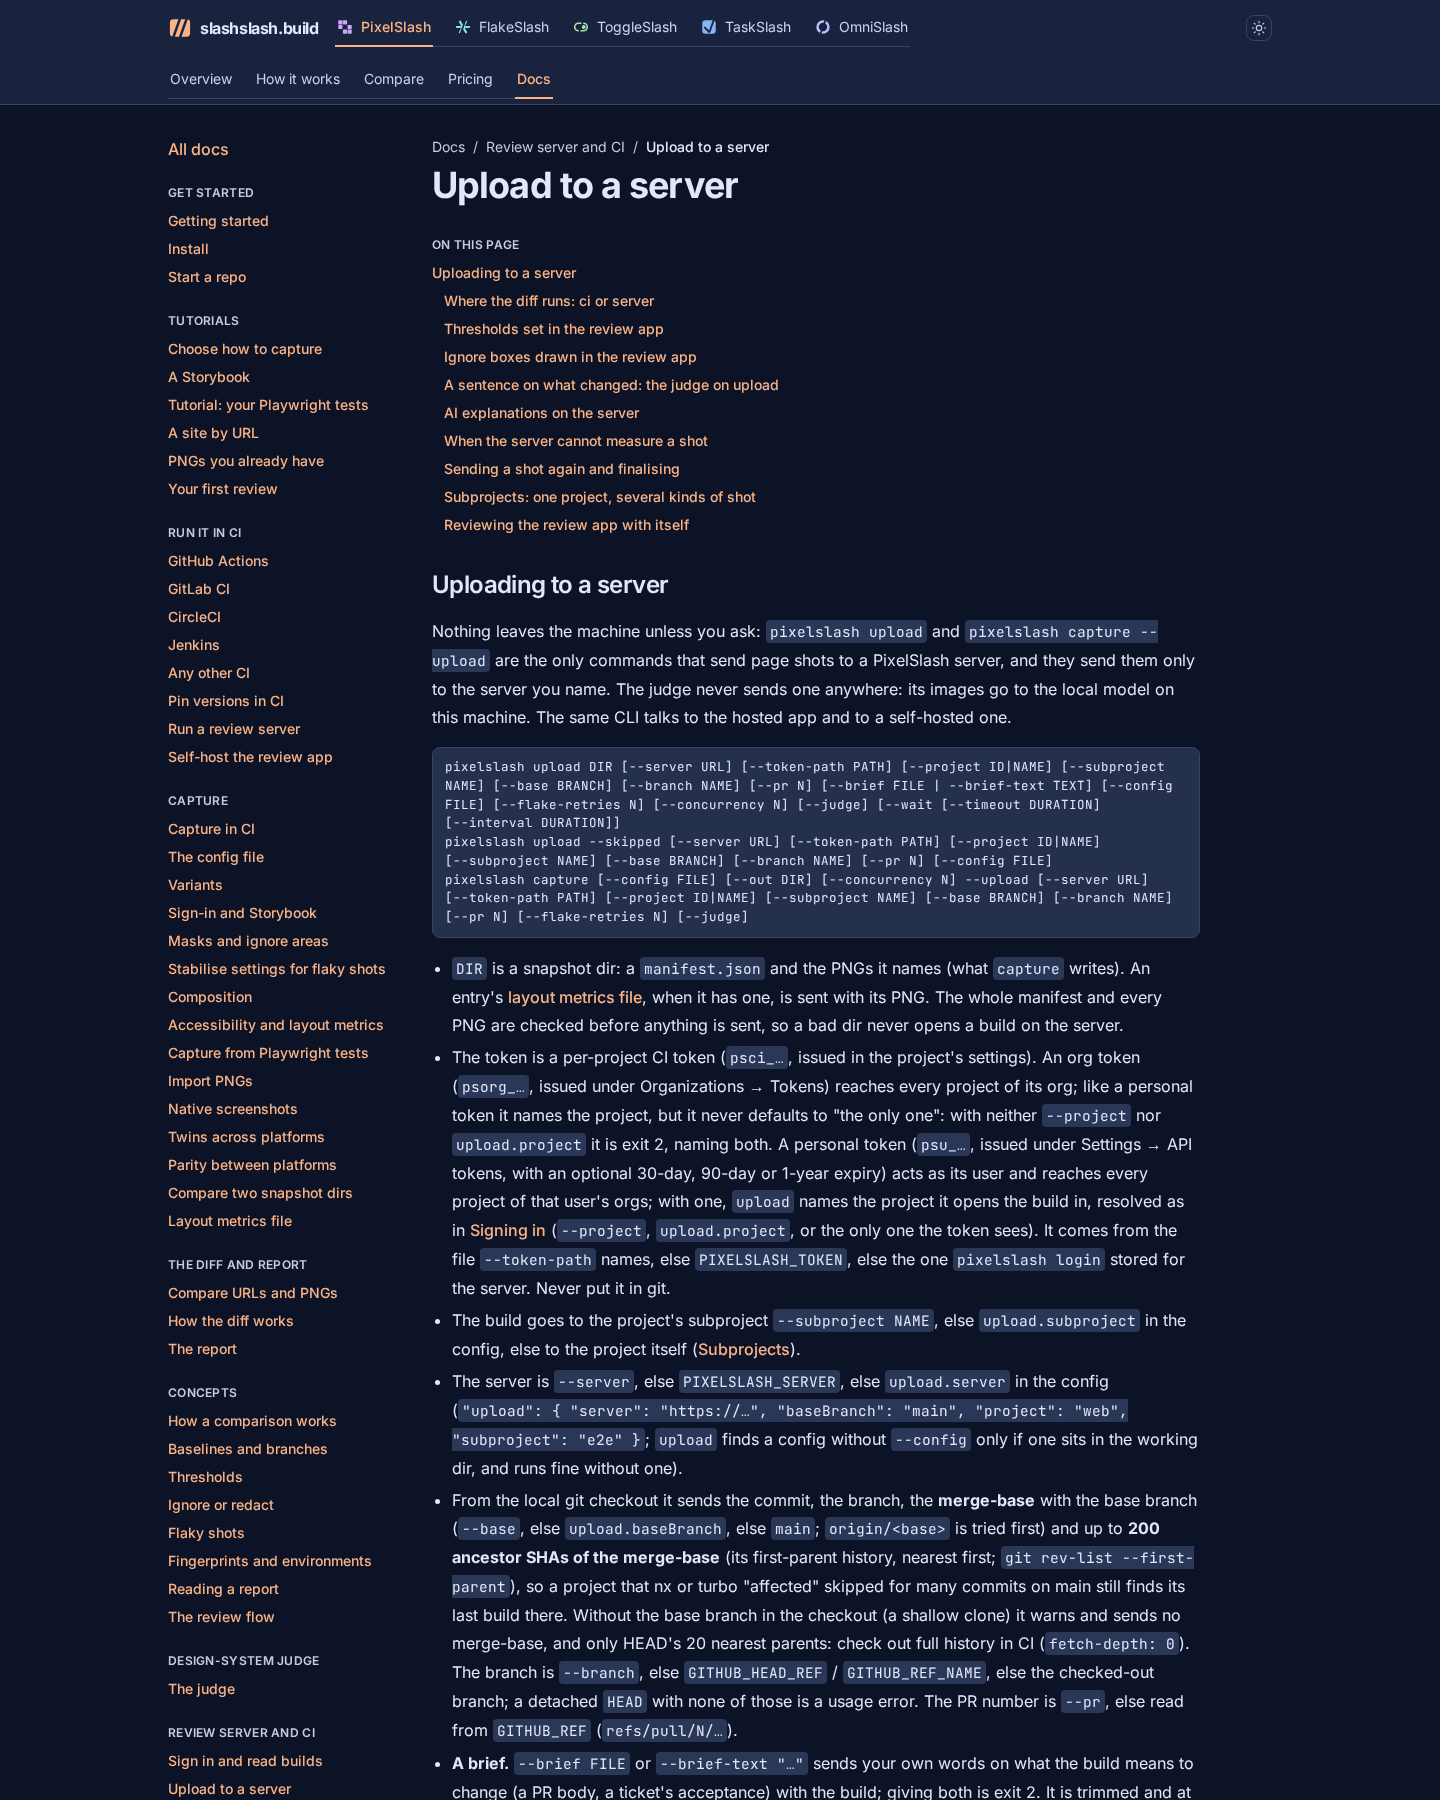 slashslash.build
PixelSlash
FlakeSlash
ToggleSlash
TaskSlash
OmniSlash
Overview
How it works
Compare
Pricing
Docs
All docs
GET STARTED
Getting started
Install
Start a repo
TUTORIALS
Choose how to capture
A Storybook
Tutorial: your Playwright tests
A site by URL
PNGs you already have
Your first review
RUN IT IN CI
GitHub Actions
GitLab CI
CircleCI
Jenkins
Any other CI
Pin versions in CI
Run a review server
Self-host the review app
CAPTURE
Capture in CI
The config file
Variants
Sign-in and Storybook
Masks and ignore areas
Stabilise settings for flaky shots
Composition
Accessibility and layout metrics
Capture from Playwright tests
Import PNGs
Native screenshots
Twins across platforms
Parity between platforms
Compare two snapshot dirs
Layout metrics file
THE DIFF AND REPORT
Compare URLs and PNGs
How the diff works
The report
CONCEPTS
How a comparison works
Baselines and branches
Thresholds
Ignore or redact
Flaky shots
Fingerprints and environments
Reading a report
The review flow
DESIGN-SYSTEM JUDGE
The judge
REVIEW SERVER AND CI
Sign in and read builds
Upload to a server
Docs / Review server and CI / Upload to a server
Upload to a server
ON THIS PAGE
Uploading to a server
Where the diff runs: ci or server
Thresholds set in the review app
Ignore boxes drawn in the review app
A sentence on what changed: the judge on upload
AI explanations on the server
When the server cannot measure a shot
Sending a shot again and finalising
Subprojects: one project, several kinds of shot
Reviewing the review app with itself
Uploading to a server
Nothing leaves the machine unless you ask: pixelslash upload and pixelslash capture --
upload are the only commands that send page shots to a PixelSlash server, and they send them only
to the server you name. The judge never sends one anywhere: its images go to the local model on
this machine. The same CLI talks to the hosted app and to a self-hosted one.
pixelslash upload DIR [--server URL] [--token-path PATH] [--project ID|NAME] [--subproject
NAME] [--base BRANCH] [--branch NAME] [--pr N] [--brief FILE | --brief-text TEXT] [--config
FILE] [--flake-retries N] [--concurrency N] [--judge] [--wait [--timeout DURATION]
[--interval DURATION]]
pixelslash upload --skipped [--server URL] [--token-path PATH] [--project ID|NAME]
[--subproject NAME] [--base BRANCH] [--branch NAME] [--pr N] [--config FILE]
pixelslash capture [--config FILE] [--out DIR] [--concurrency N] --upload [--server URL]
[--token-path PATH] [--project ID|NAME] [--subproject NAME] [--base BRANCH] [--branch NAME]
[--pr N] [--flake-retries N] [--judge]
• DIR is a snapshot dir: a manifest.json and the PNGs it names (what capture writes). An
entry's layout metrics file, when it has one, is sent with its PNG. The whole manifest and every
PNG are checked before anything is sent, so a bad dir never opens a build on the server.
• The token is a per-project CI token (psci_…, issued in the project's settings). An org token
(psorg_…, issued under Organizations → Tokens) reaches every project of its org; like a personal
token it names the project, but it never defaults to "the only one": with neither --project nor
upload.project it is exit 2, naming both. A personal token (psu_…, issued under Settings → API
tokens, with an optional 30-day, 90-day or 1-year expiry) acts as its user and reaches every
project of that user's orgs; with one, upload names the project it opens the build in, resolved as
in Signing in (--project, upload.project, or the only one the token sees). It comes from the
file --token-path names, else PIXELSLASH_TOKEN, else the one pixelslash login stored for
the server. Never put it in git.
• The build goes to the project's subproject --subproject NAME, else upload.subproject in the
config, else to the project itself (Subprojects).
• The server is --server, else PIXELSLASH_SERVER, else upload.server in the config
("upload": { "server": "https://…", "baseBranch": "main", "project": "web",
"subproject": "e2e" }; upload finds a config without --config only if one sits in the working
dir, and runs fine without one).
• From the local git checkout it sends the commit, the branch, the merge-base with the base branch
(--base, else upload.baseBranch, else main; origin/<base> is tried first) and up to 200
ancestor SHAs of the merge-base (its first-parent history, nearest first; git rev-list --first-
parent), so a project that nx or turbo "affected" skipped for many commits on main still finds its
last build there. Without the base branch in the checkout (a shallow clone) it warns and sends no
merge-base, and only HEAD's 20 nearest parents: check out full history in CI (fetch-depth: 0).
The branch is --branch, else GITHUB_HEAD_REF / GITHUB_REF_NAME, else the checked-out
branch; a detached HEAD with none of those is a usage error. The PR number is --pr, else read
from GITHUB_REF (refs/pull/N/…).
• A brief. --brief FILE or --brief-text "…" sends your own words on what the build means to
change (a PR body, a ticket's acceptance) with the build; giving both is exit 2. It is trimmed and at